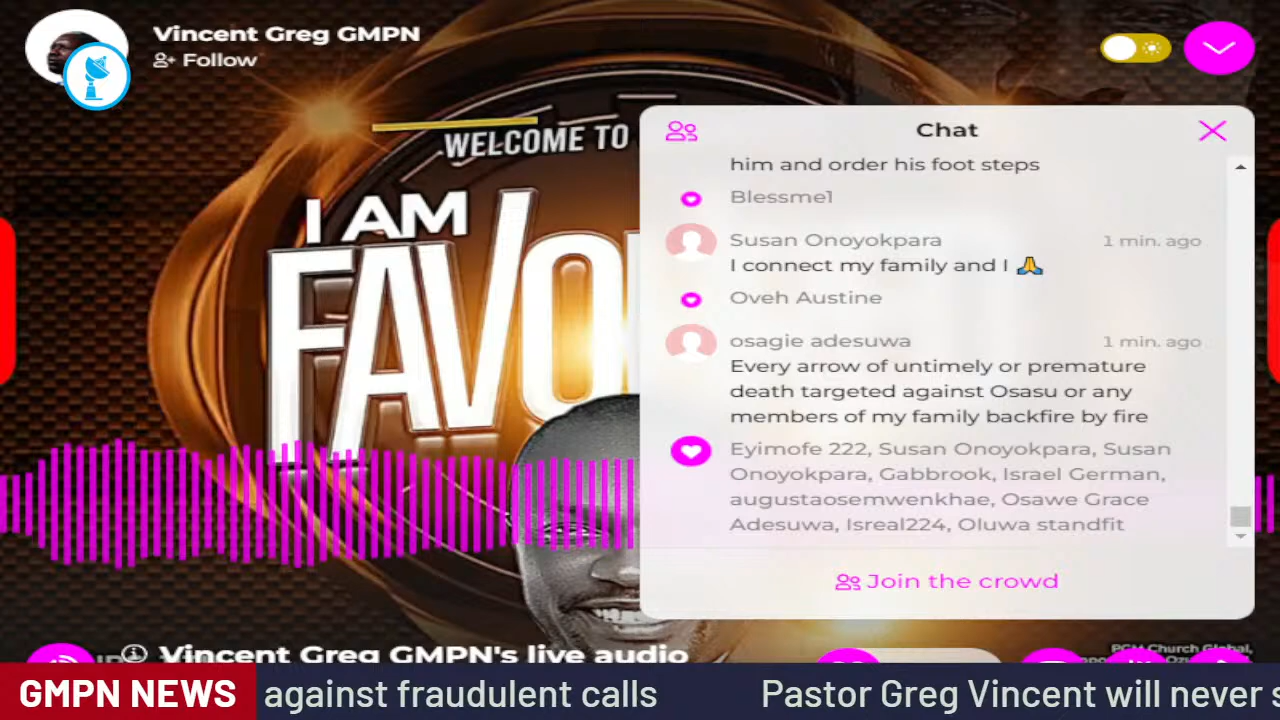 Vincent Greg GMPN
Follow
WELCOME TO
I AM
Chat
him and order his foot steps
Blessme1
Susan Onoyokpara 1 min. ago
I connect my family and I 🙏
Oveh Austine
osagie adesuwa 1 min. ago
Every arrow of untimely or premature
death targeted against Osasu or any
members of my family backfire by fire
Eyimofe 222, Susan Onoyokpara, Susan
Onoyokpara, Gabbrook, Israel German,
augustaosemwenkhae, Osawe Grace
Adesuwa, Isreal224, Oluwa standfit
Join the crowd
Vincent Greg GMPN's live audio
Church Global,
GMPN NEWS against fraudulent calls Pastor Greg Vincent will never